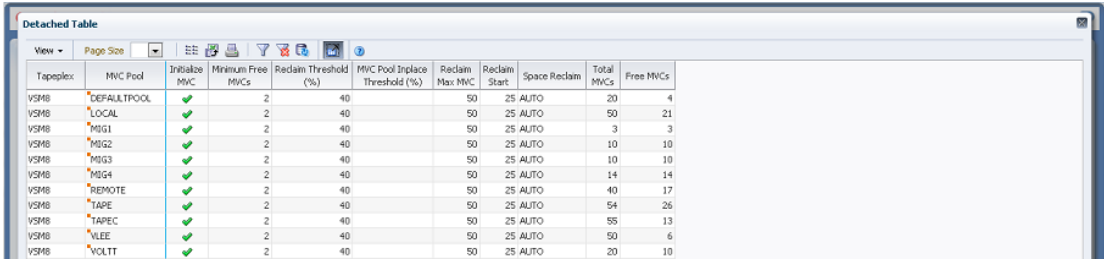 Detached Table
View Page Size
Tapeplex MVC Pool Initialize MVC Minimum Free MVCs Reclaim Threshold (%) MVC Pool Inplace Threshold (%) Reclaim Max MVC Reclaim Start Space Reclaim Total MVCs Free MVCs
VSM8 DEFAULTPOOL 2 40 50 25 AUTO 20 4
VSM8 LOCAL 2 40 50 25 AUTO 50 21
VSM8 MIG1 2 40 50 25 AUTO 3 3
VSM8 MIG2 2 40 50 25 AUTO 10 10
VSM8 MIG3 2 40 50 25 AUTO 10 10
VSM8 MIG4 2 40 50 25 AUTO 14 14
VSM8 REMOTE 2 40 50 25 AUTO 40 17
VSM8 TAPE 2 40 50 25 AUTO 54 26
VSM8 TAPEC 2 40 50 25 AUTO 55 13
VSM8 VLEE 2 40 50 25 AUTO 50 6
VSM8 VOLTT 2 40 50 25 AUTO 20 10